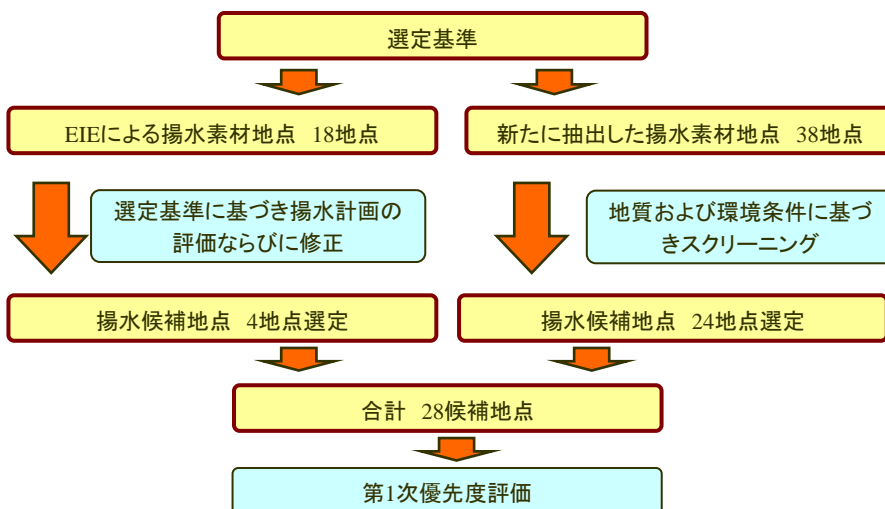 選定基準
EIEによる揚水素材地点 18地点
新たに抽出した揚水素材地点 38地点
選定基準に基づき揚水計画の
評価ならびに修正
地質および環境条件に基づ
きスクリーニング
揚水候補地点 4地点選定
揚水候補地点 24地点選定
合計 28候補地点
第1次優先度評価